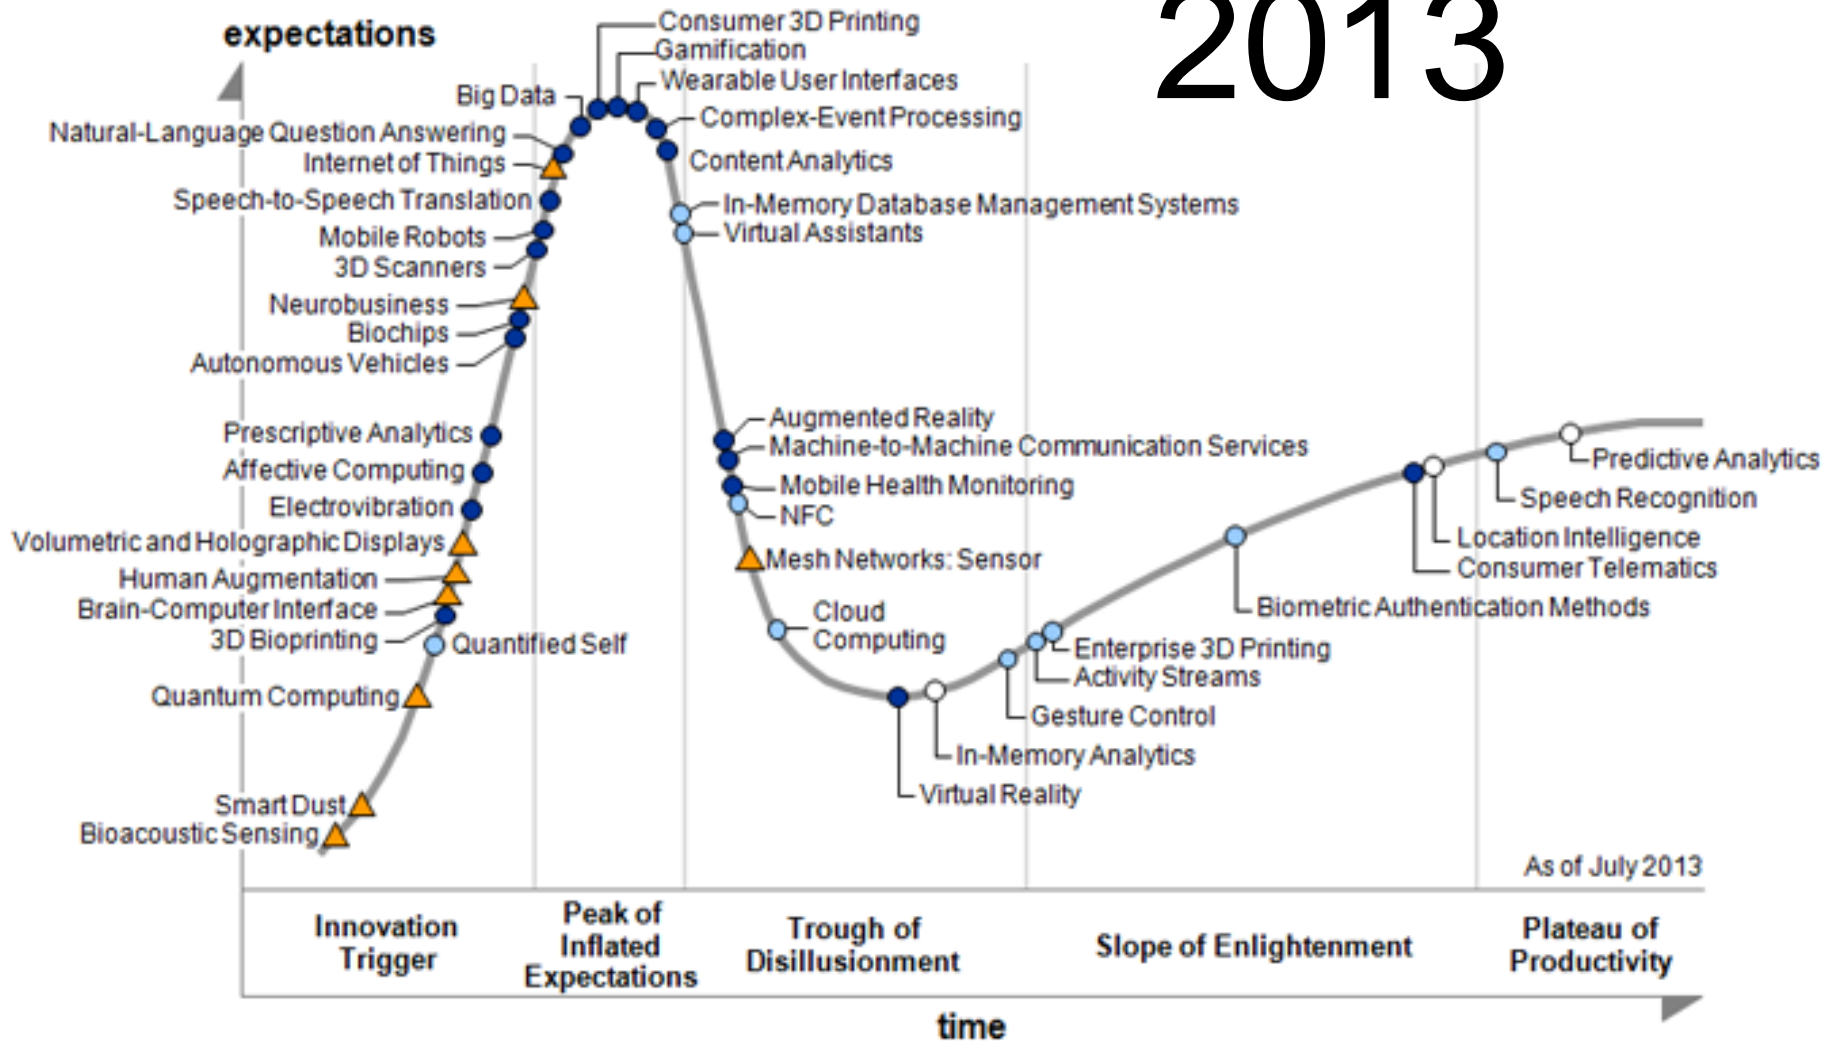 2013
expectations
Consumer 3D Printing
Gamification
Wearable User Interfaces
Big Data
Complex-Event Processing
Natural-Language Question Answering
Internet of Things
Content Analytics
Speech-to-Speech Translation
In-Memory Database Management Systems
Mobile Robots
Virtual Assistants
3D Scanners
Neurobusiness
Biochips
Autonomous Vehicles
Augmented Reality
Prescriptive Analytics
Machine-to-Machine Communication Services
Predictive Analytics
Affective Computing
Mobile Health Monitoring
Speech Recognition
Electrovibration
NFC
Location Intelligence
Volumetric and Holographic Displays
Mesh Networks: Sensor
Consumer Telematics
Human Augmentation
Biometric Authentication Methods
Brain-Computer Interface
Cloud
Computing
3D Bioprinting
Quantified Self
Enterprise 3D Printing
Activity Streams
Quantum Computing
Gesture Control
In-Memory Analytics
Virtual Reality
Smart Dust
Bioacoustic Sensing
As of July 2013
Innovation
Trigger
Peak of
Inflated
Expectations
Trough of
Disillusionment
Slope of Enlightenment
Plateau of
Productivity
time